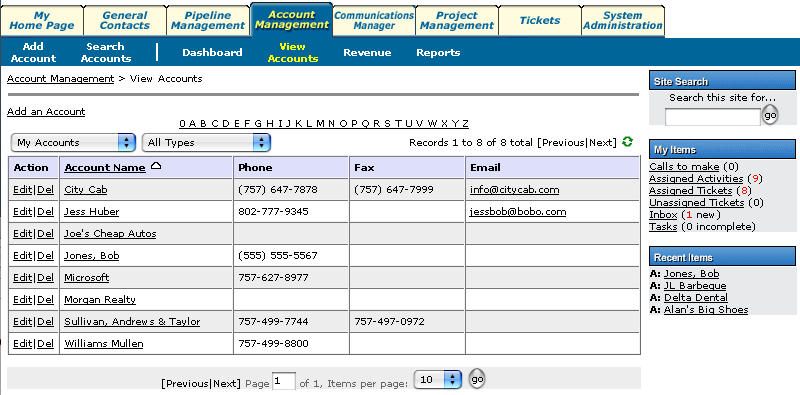 My Home Page General Contacts Pipeline Management Account Management Communications Manager Project Management Tickets System Administration
Add Account Search Accounts | Dashboard View Accounts Revenue Reports
Account Management > View Accounts
Add an Account
0 A B C D E F G H I J K L M N O P Q R S T U V W X Y Z
My Accounts All Types Records 1 to 8 of 8 total [Previous|Next]
Action Account Name Phone Fax Email
Edit|Del City Cab (757) 647-7878 (757) 647-7999 info@citycab.com
Edit|Del Jess Huber 802-777-9345 jessbob@bobo.com
Edit|Del Joe's Cheap Autos
Edit|Del Jones, Bob (555) 555-5567
Edit|Del Microsoft 757-627-8977
Edit|Del Morgan Realty
Edit|Del Sullivan, Andrews & Taylor 757-499-7744 757-497-0972
Edit|Del Williams Mullen 757-499-8800
[Previous|Next] Page 1 of 1, Items per page: 10 go
Site Search
Search this site for...
go
My Items
Calls to make (0)
Assigned Activities (9)
Assigned Tickets (8)
Unassigned Tickets (0)
Inbox (1 new)
Tasks (0 incomplete)
Recent Items
A: Jones, Bob
A: JL Barbeque
A: Delta Dental
A: Alan's Big Shoes